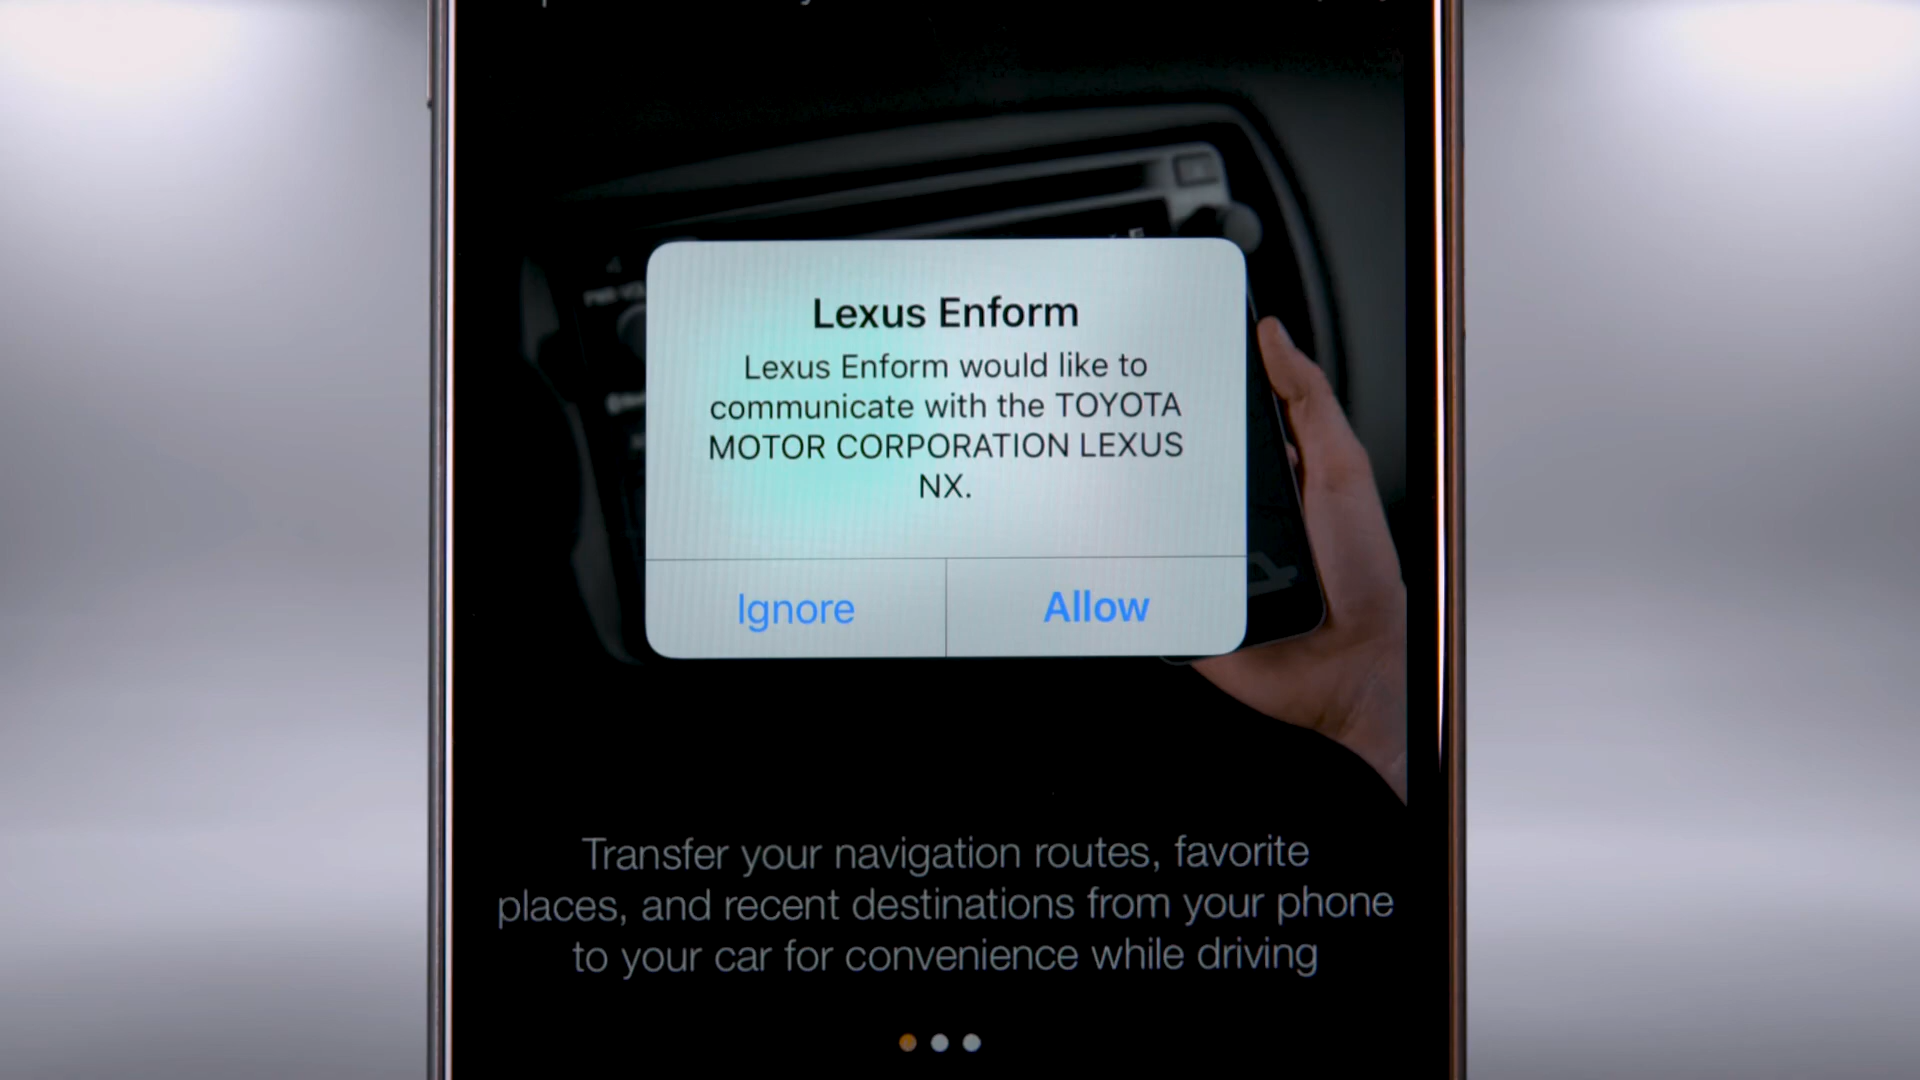 Lexus Enform
Lexus Enform would like to
communicate with the TOYOTA
MOTOR CORPORATION LEXUS
NX.
Ignore
Allow
Transfer your navigation routes, favorite
places, and recent destinations from your phone
to your car for convenience while driving